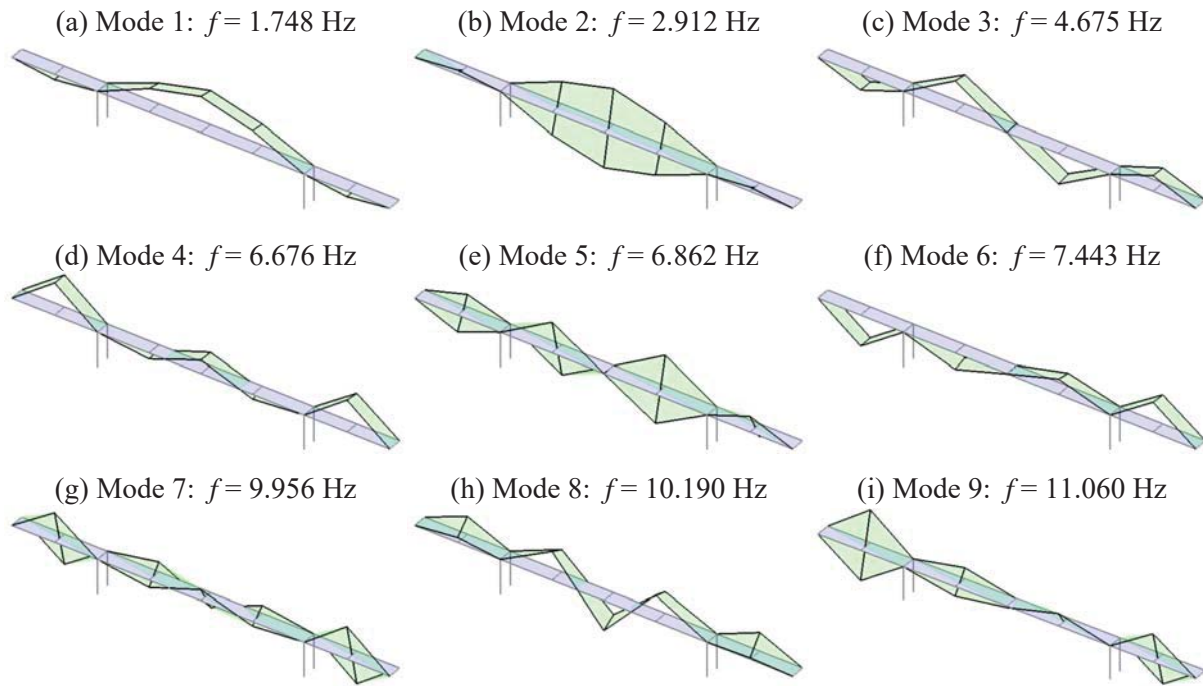 (a) Mode 1: f = 1.748 Hz
(b) Mode 2: f = 2.912 Hz
(c) Mode 3: f = 4.675 Hz
(d) Mode 4: f = 6.676 Hz
(e) Mode 5: f = 6.862 Hz
(f) Mode 6: f = 7.443 Hz
(g) Mode 7: f = 9.956 Hz
(h) Mode 8: f = 10.190 Hz
(i) Mode 9: f = 11.060 Hz